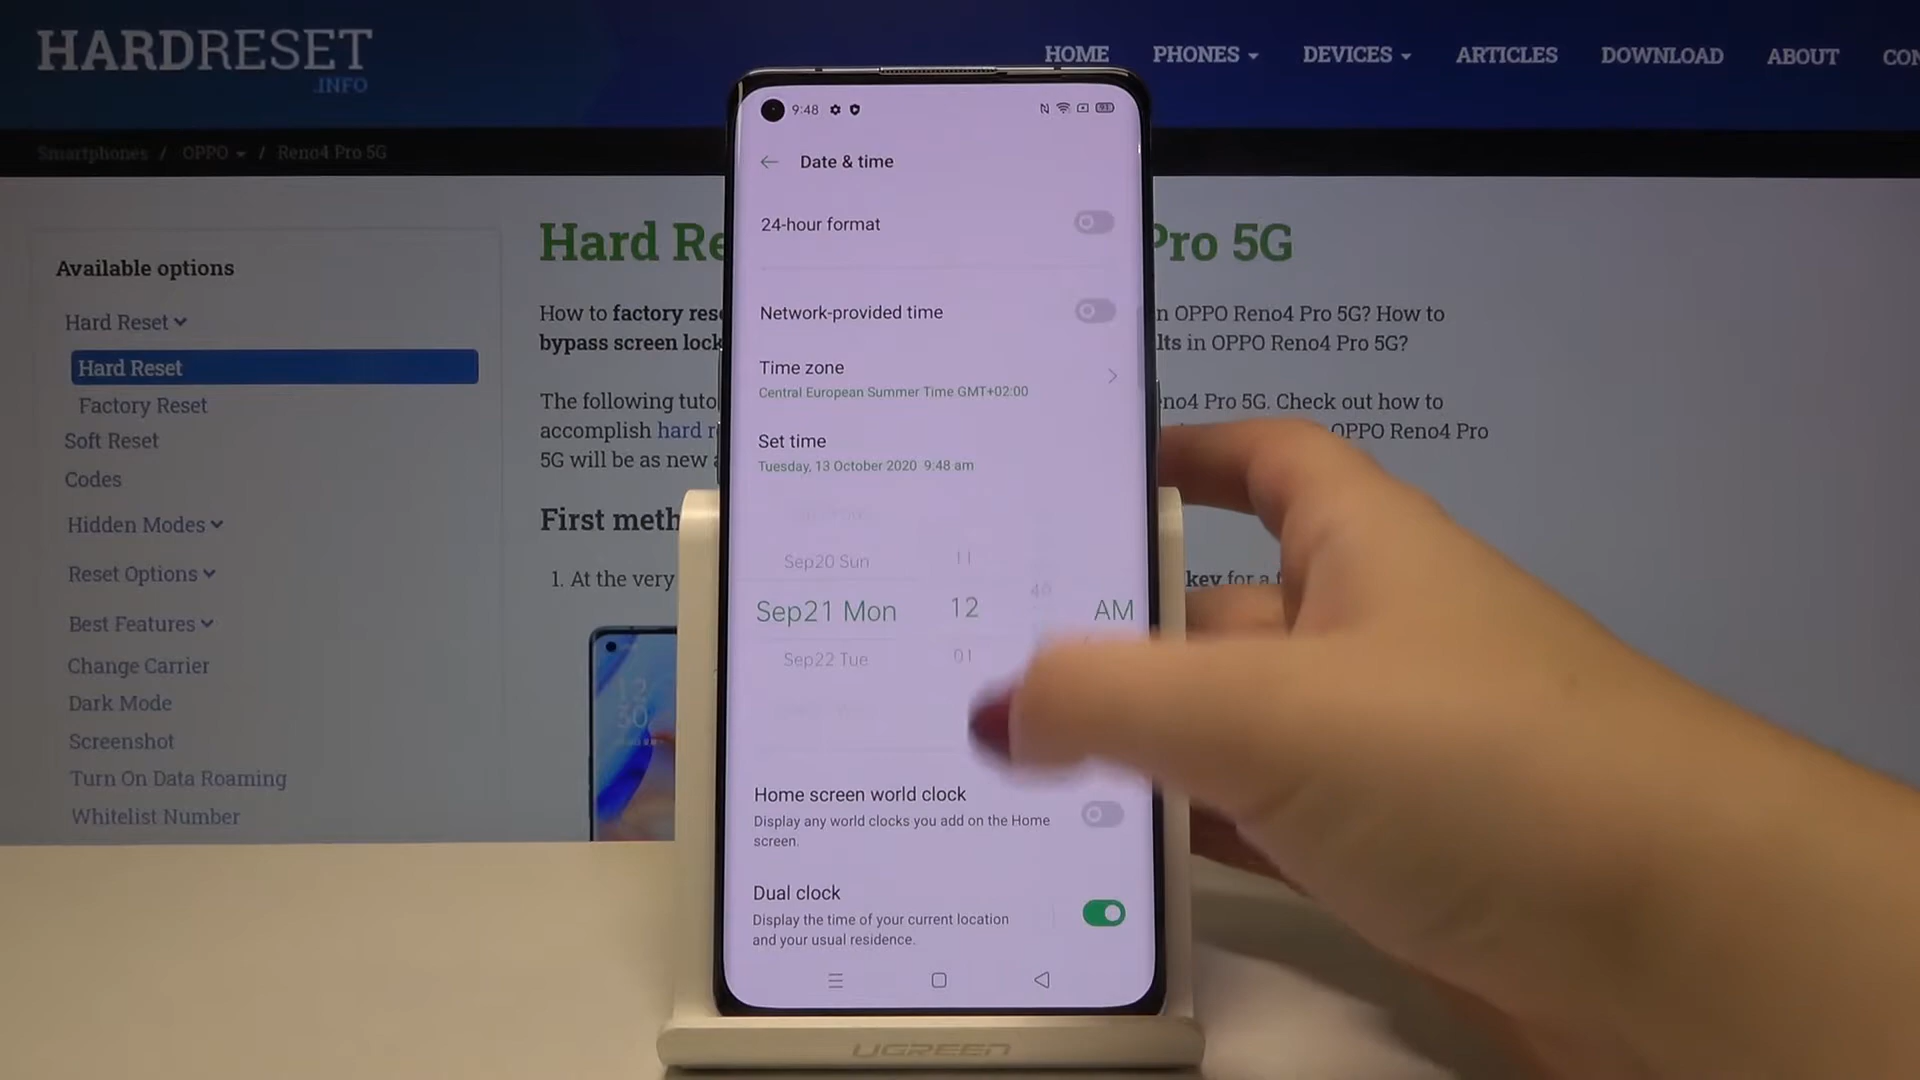 HARDRESET
.INFO
HOME PHONES DEVICES ARTICLES DOWNLOAD ABOUT CON
Smartphones / OPPO / Reno4 Pro 5G
Available options
Hard Reset
Hard Reset
Factory Reset
Soft Reset
Codes
Hidden Modes
Reset Options
Best Features
Change Carrier
Dark Mode
Screenshot
Turn On Data Roaming
Whitelist Number
Hard Re Pro 5G
How to factory rese n OPPO Reno4 Pro 5G? How to
bypass screen lock lts in OPPO Reno4 Pro 5G?
The following tuto eno4 Pro 5G. Check out how to
accomplish hard r OPPO Reno4 Pro
5G will be as new
First meth
1. At the very key for a f
9:48
Date & time
24-hour format
Network-provided time
Time zone
Central European Summer Time GMT+02:00
Set time
Tuesday, 13 October 2020 9:48 am
Sep20 Sun 11
Sep21 Mon 12 AM
Sep22 Tue 01
Home screen world clock
Display any world clocks you add on the Home
screen.
Dual clock
Display the time of your current location
and your usual residence.
UGREEN